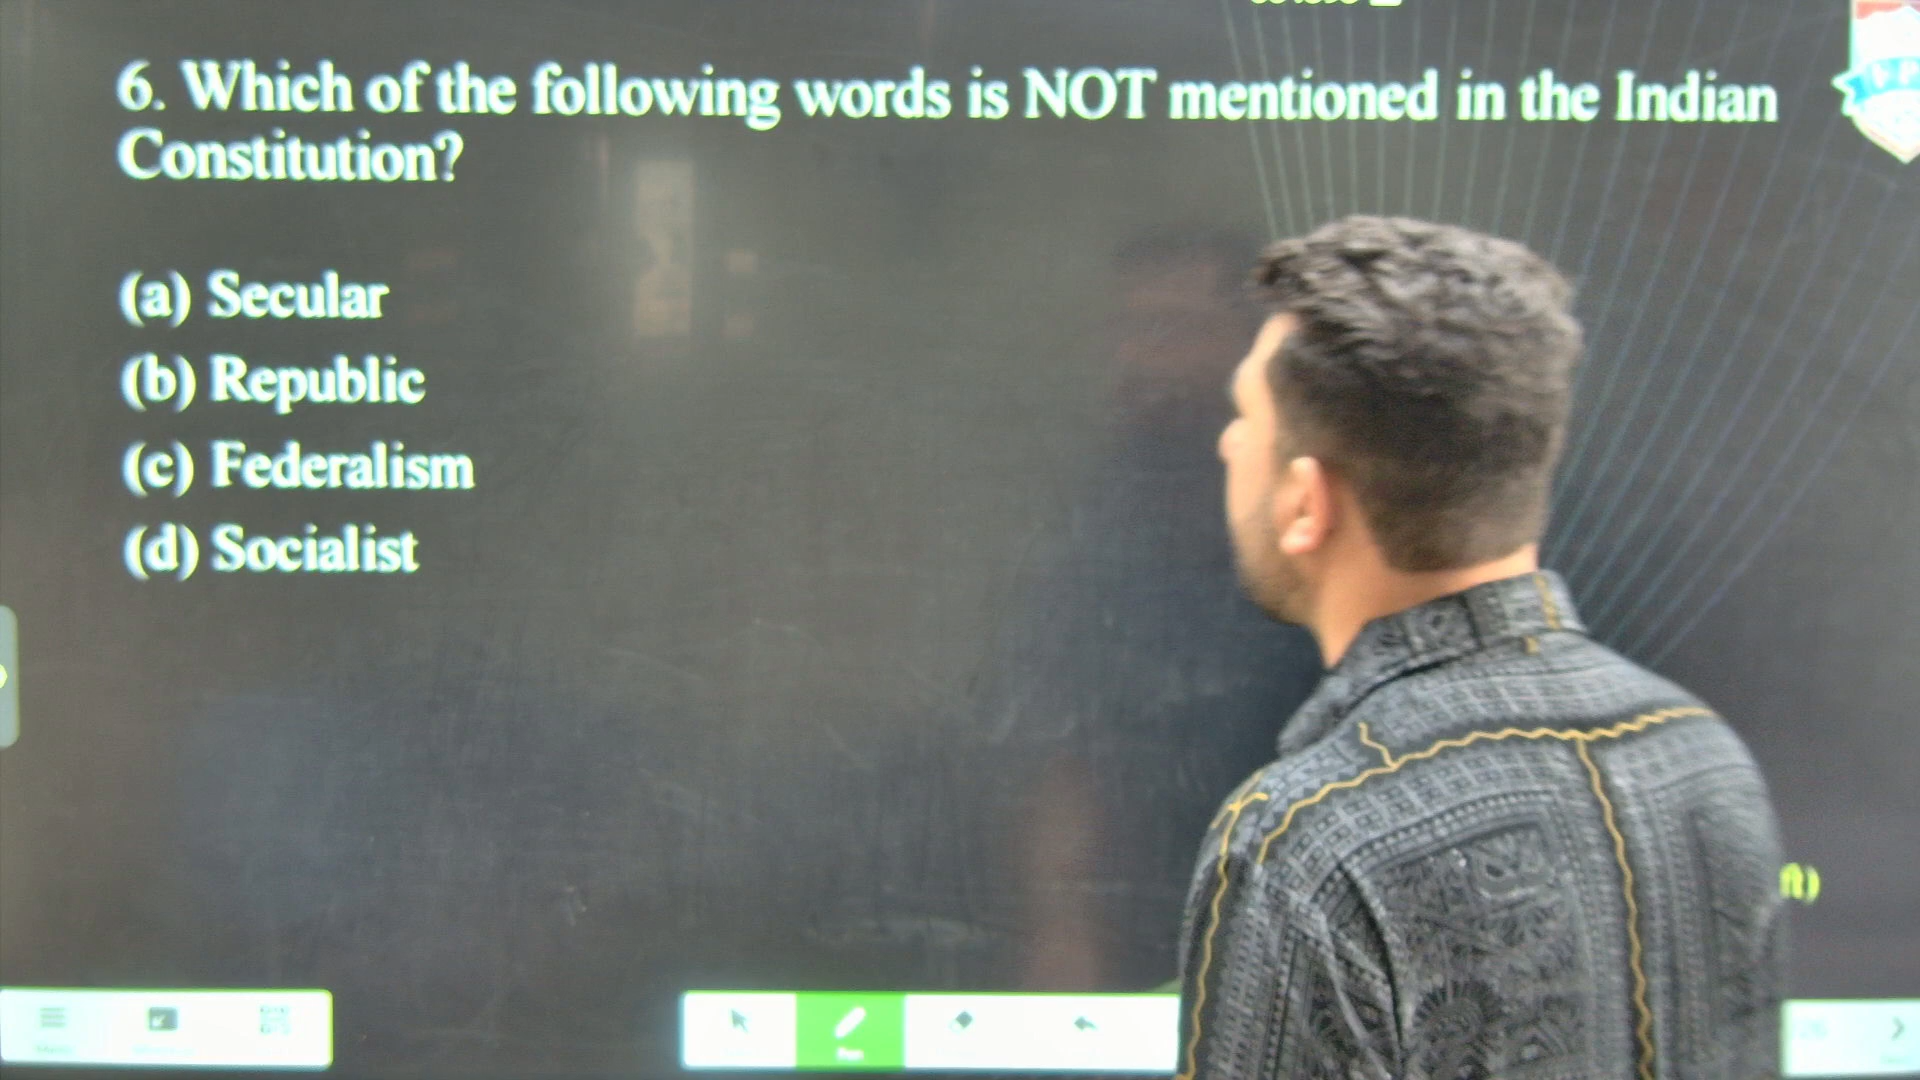 6. Which of the following words is NOT mentioned in the Indian
Constitution?
(a) Secular
(b) Republic
(c) Federalism
(d) Socialist